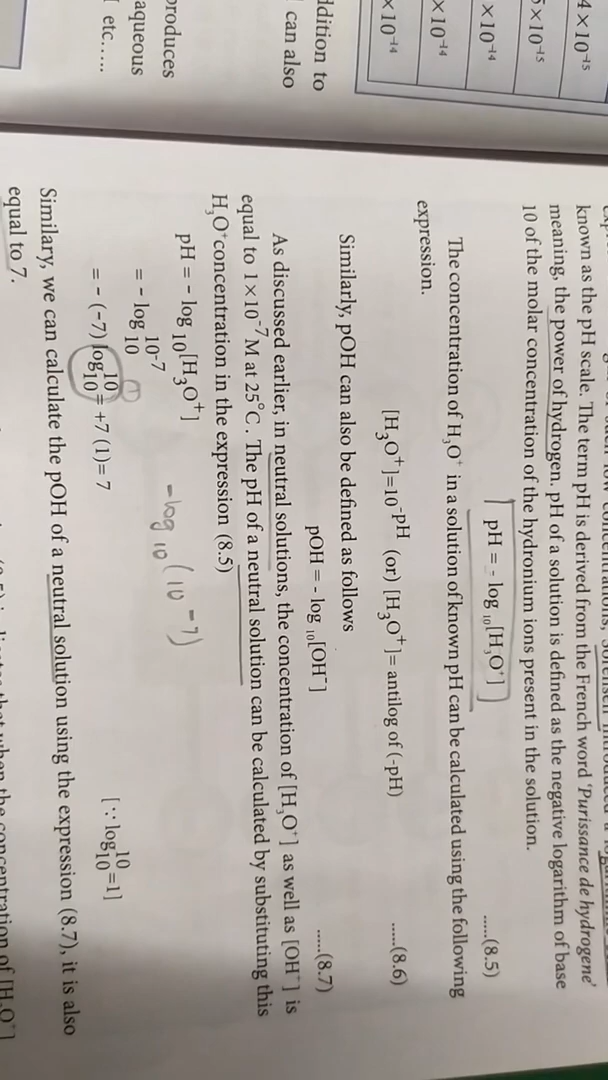 4 × 10⁻¹⁵
× 10⁻¹⁵
× 10⁻¹⁴
× 10⁻¹⁴
× 10⁻¹⁴
ddition to
can also
produces
aqueous
etc.....
known as the pH scale. The term pH is derived from the French word 'Purissance de hydrogene'
meaning, the power of hydrogen. pH of a solution is defined as the negative logarithm of base
10 of the molar concentration of the hydronium ions present in the solution.
pH = - log ₁₀[H₃O⁺] .....(8.5)
The concentration of H₃O⁺ in a solution of known pH can be calculated using the following
expression.
[H₃O⁺]=10⁻ᵖᴴ (or) [H₃O⁺]= antilog of (-pH) .....(8.6)
Similarly, pOH can also be defined as follows
pOH = - log ₁₀[OH⁻] .....(8.7)
As discussed earlier, in neutral solutions, the concentration of [H₃O⁺] as well as [OH⁻] is
equal to 1×10⁻⁷ M at 25°C. The pH of a neutral solution can be calculated by substituting this
H₃O⁺ concentration in the expression (8.5)
pH = - log ₁₀[H₃O⁺]
= - log ₁₀ 10⁻⁷ -log ₁₀ (10⁻⁷)
= - (-7) log ₁₀ 10 = +7 (1)= 7 [∵ log ₁₀ 10 =1]
Similary, we can calculate the pOH of a neutral solution using the expression (8.7), it is also
equal to 7.